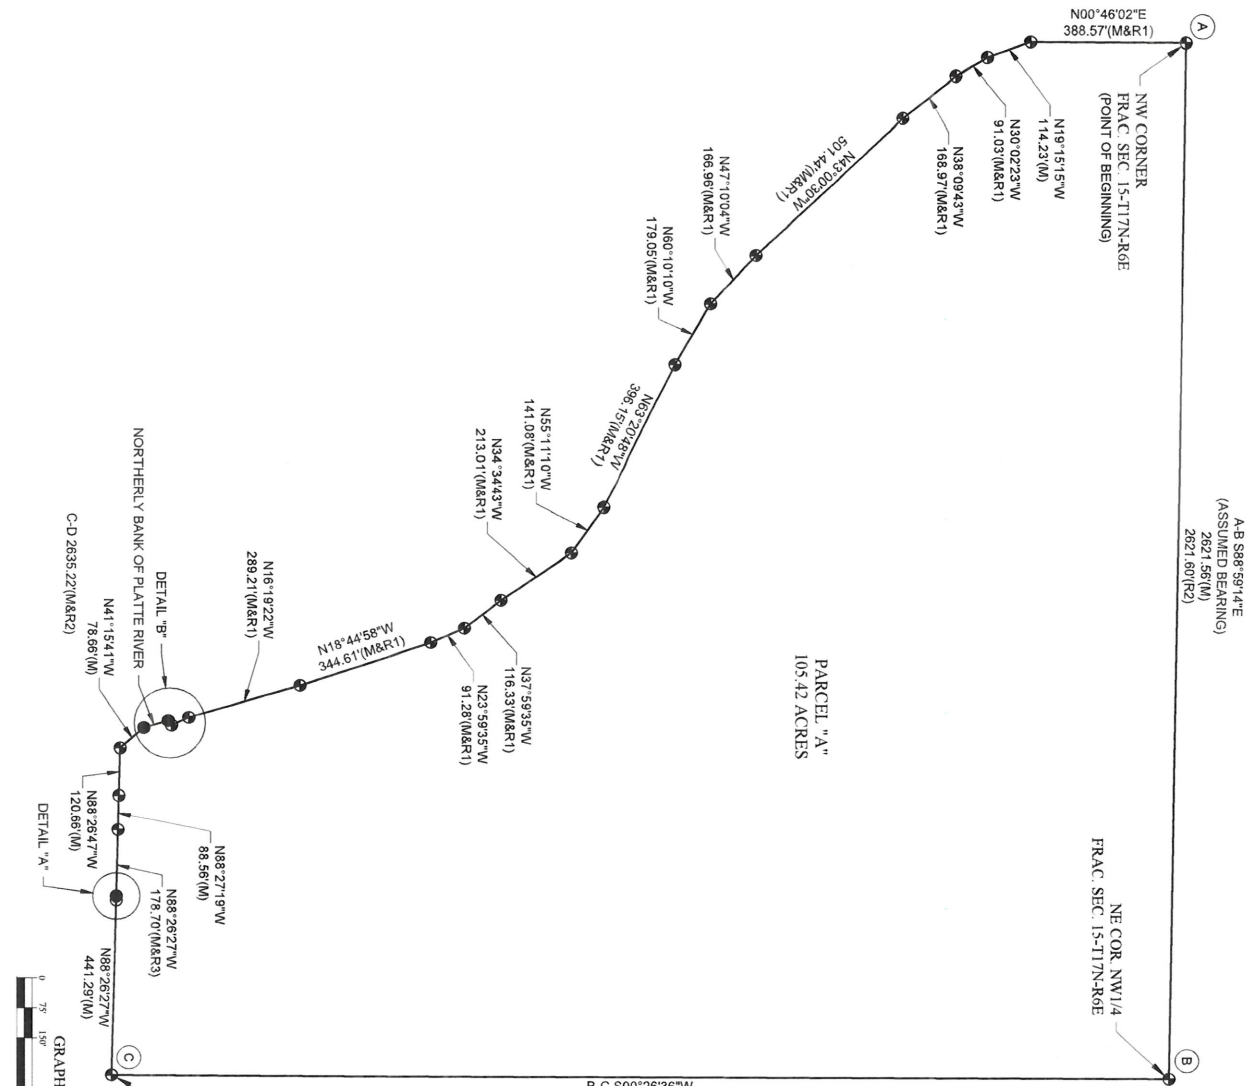 N00°46'02"E
388.57'(M&R1)
A
NW CORNER
FRAC. SEC. 15-T17N-R6E
(POINT OF BEGINNING)
N19°15'15"W
114.23'(M)
N30°02'23"W
91.03'(M&R1)
N38°09'43"W
168.97'(M&R1)
N43°00'30"W
501.44'(M&R1)
N47°10'04"W
166.96'(M&R1)
N60°10'10"W
179.05'(M&R1)
N63°20'48"W
396.15'(M&R1)
N55°11'10"W
141.08'(M&R1)
N34°34'43"W
213.01'(M&R1)
N37°59'35"W
116.33'(M&R1)
N23°59'35"W
91.28'(M&R1)
N18°44'58"W
344.61'(M&R1)
N16°19'22"W
289.21'(M&R1)
DETAIL "B"
NORTHERLY BANK OF PLATTE RIVER
N41°15'41"W
78.66'(M)
C-D 2635.22'(M&R2)
N88°26'47"W
120.66'(M)
N88°27'19"W
88.56'(M)
DETAIL "A"
N88°26'27"W
178.70'(M&R3)
N88°26'27"W
441.29'(M)
C
A-B S88°59'14"E
(ASSUMED BEARING)
2621.56'(M)
2621.60'(R2)
PARCEL "A"
105.42 ACRES
NE COR. NW1/4
FRAC. SEC. 15-T17N-R6E
B
B-C S00°26'36"W
0 75' 150'
GRAPH